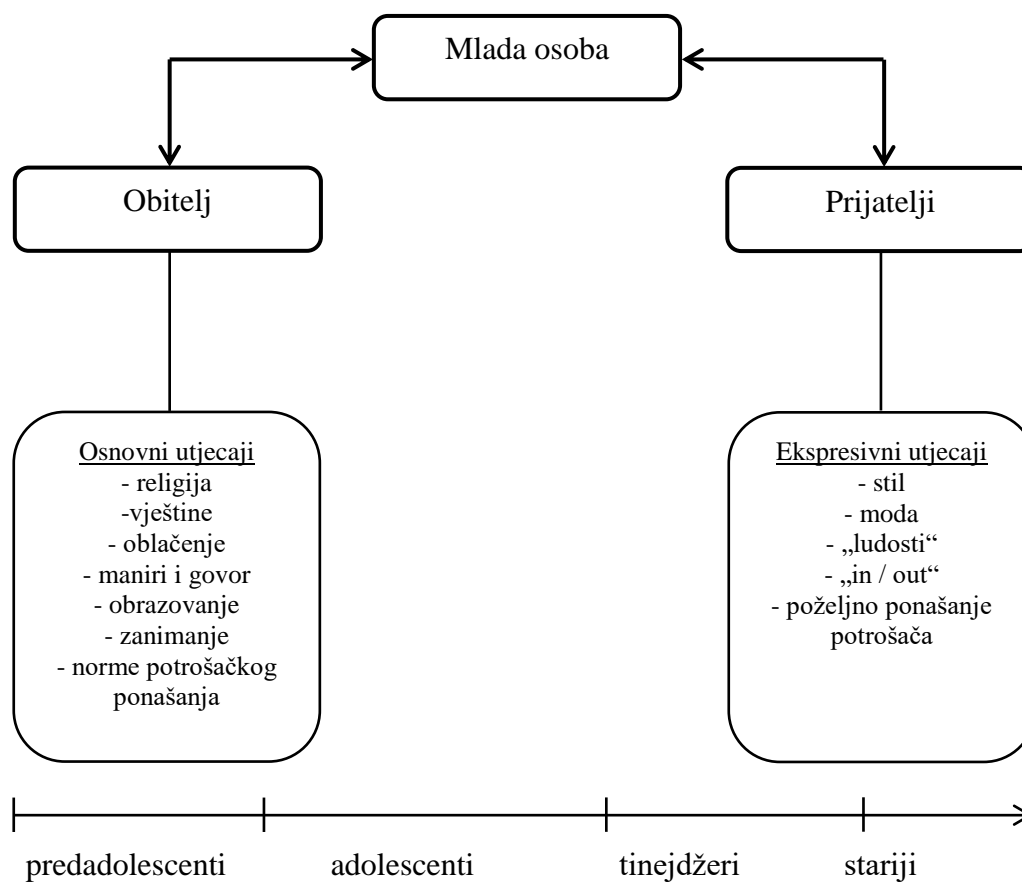 Mlada osoba
Obitelj
Prijatelji
Osnovni utjecaji
- religija
-vještine
- oblačenje
- maniri i govor
- obrazovanje
- zanimanje
- norme potrošačkog
ponašanja
Ekspresivni utjecaji
- stil
- moda
- „ludosti“
- „in / out“
- poželjno ponašanje
potrošača
predadolescenti
adolescenti
tinejdžeri
stariji